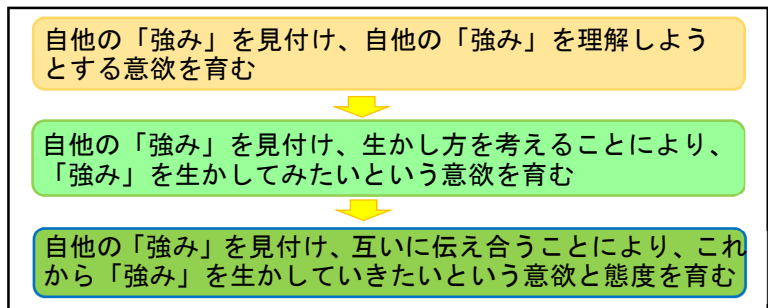 自他の「強み」を見付け、自他の「強み」を理解しよう
とする意欲を育む
自他の「強み」を見付け、生かし方を考えることにより、
「強み」を生かしてみたいという意欲を育む
自他の「強み」を見付け、互いに伝え合うことにより、これ
から「強み」を生かしていきたいという意欲と態度を育む